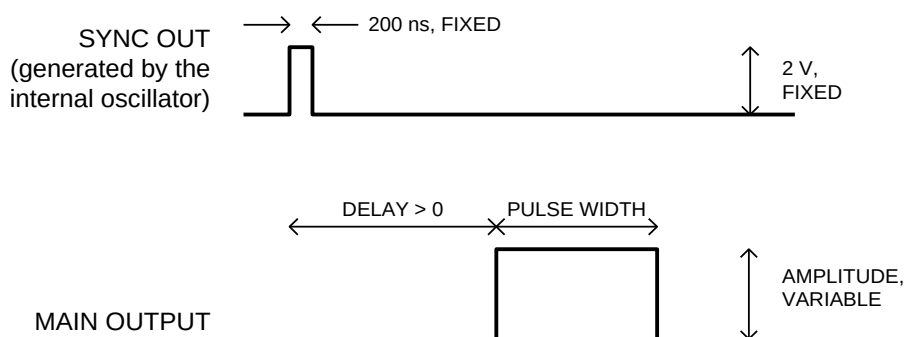 200 ns, FIXED
SYNC OUT
(generated by the
internal oscillator)
2 V,
FIXED
DELAY > 0
PULSE WIDTH
AMPLITUDE,
VARIABLE
MAIN OUTPUT